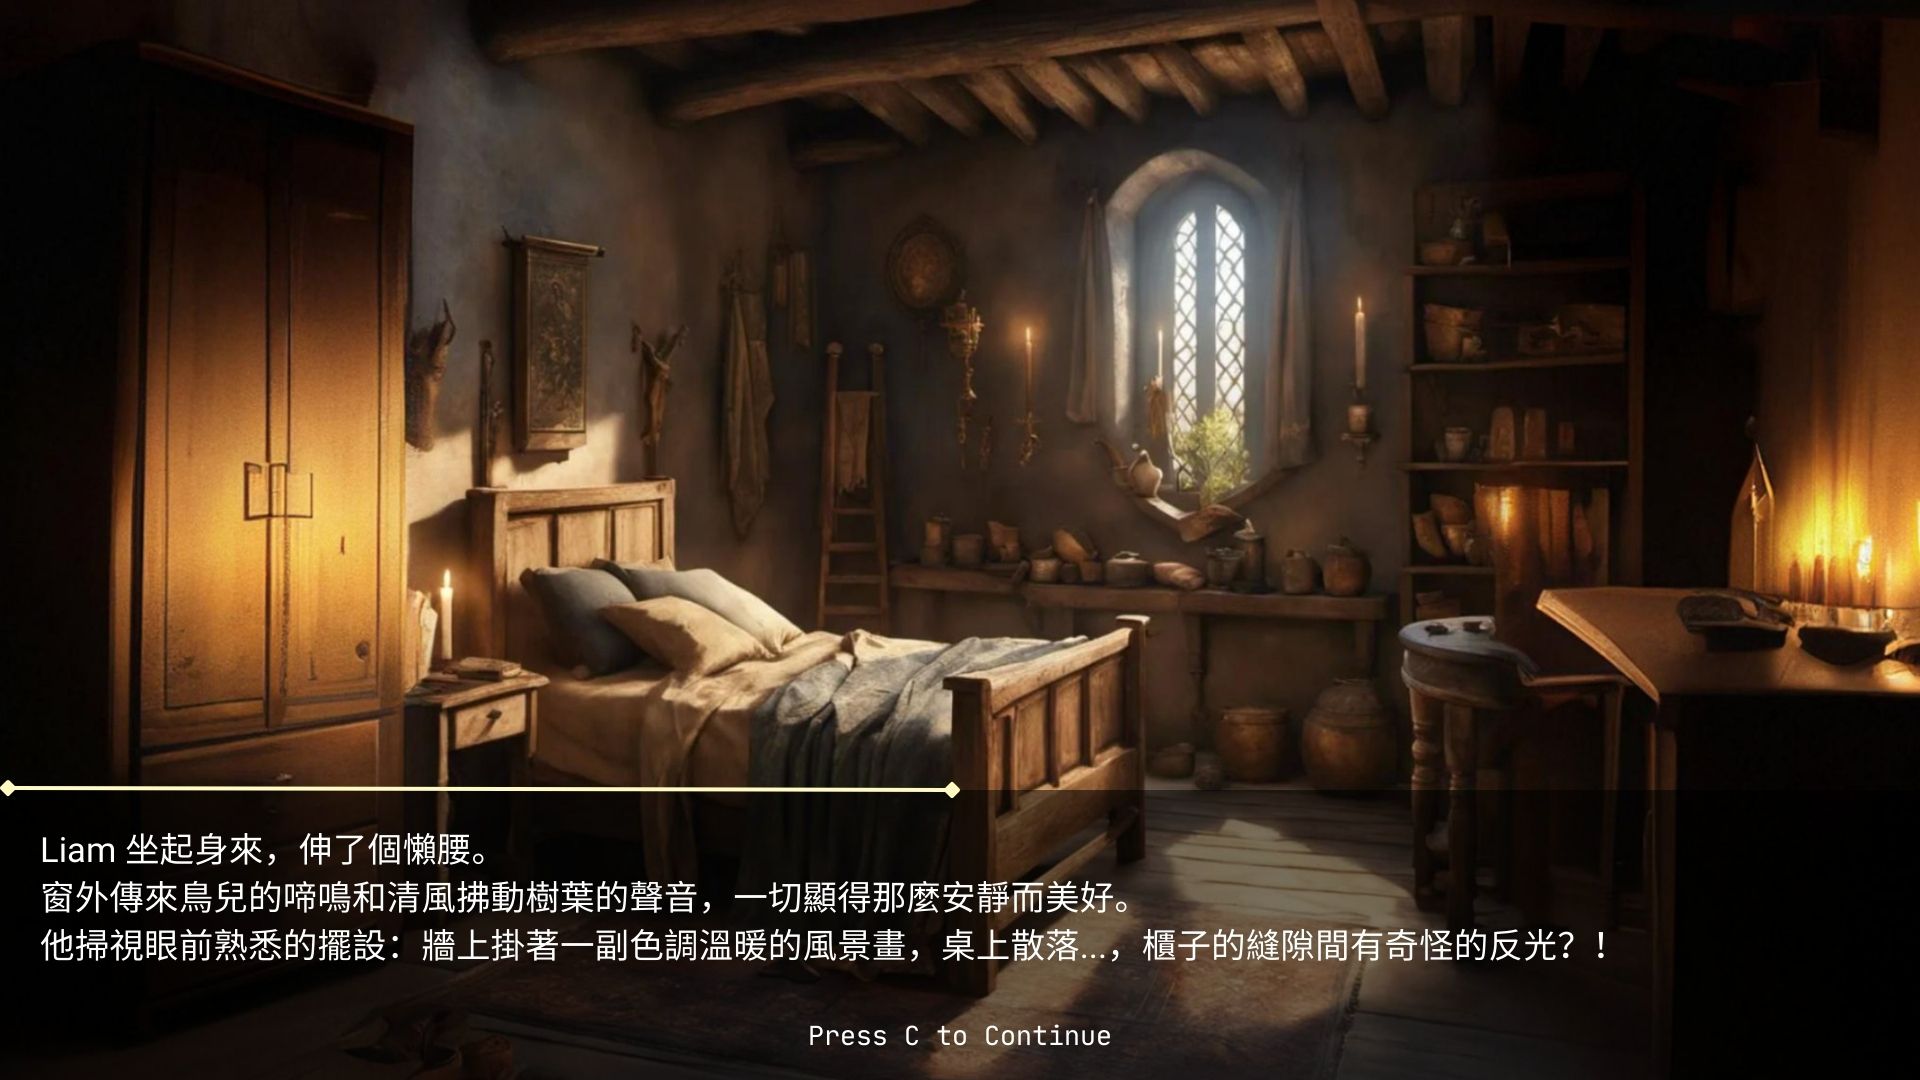 Liam 坐起身來，伸了個懶腰。
窗外傳來鳥兒的啼鳴和清風拂動樹葉的聲音，一切顯得那麼安靜而美好。
他掃視眼前熟悉的擺設：牆上掛著一副色調溫暖的風景畫，桌上散落...，櫃子的縫隙間有奇怪的反光？！
Press C to Continue